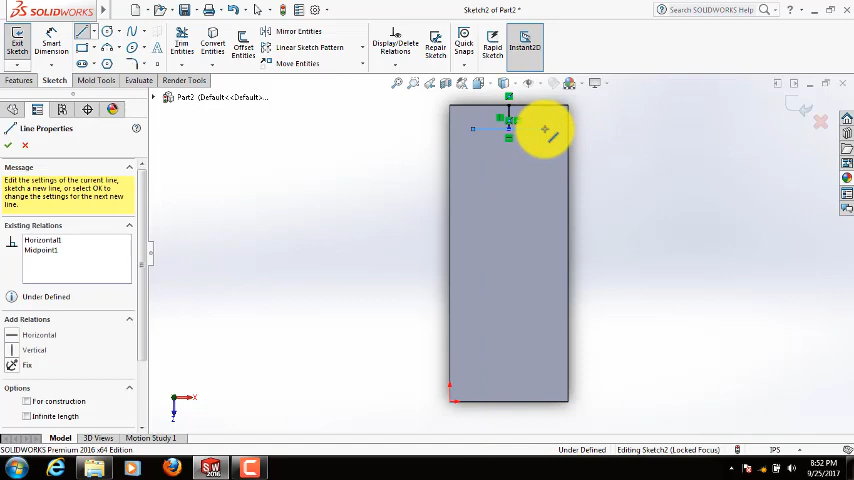 SOLIDWORKS
Sketch2 of Part2 *
Search SOLIDWORKS Help
Exit Sketch
Smart Dimension
Trim Entities
Convert Entities
Offset Entities
Mirror Entities
Linear Sketch Pattern
Move Entities
Display/Delete Relations
Repair Sketch
Quick Snaps
Rapid Sketch
Instant2D
Features
Sketch
Mold Tools
Evaluate
Render Tools
Part2 (Default<<Default>...
Line Properties
Message
Edit the settings of the current line, sketch a new line, or select OK to change the settings for the next new line.
Existing Relations
Horizontal1
Midpoint1
Under Defined
Add Relations
Horizontal
Vertical
Fix
Options
For construction
Infinite length
X
Z
Model
3D Views
Motion Study 1
SOLIDWORKS Premium 2016 x64 Edition
Under Defined
Editing Sketch2 (Locked Focus)
IPS
SW
2016
8:52 PM
9/25/2017